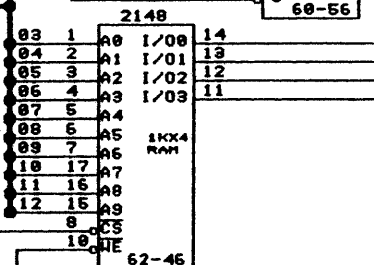 60-56
2148
03 1 A0 I/O0 14
04 2 A1 I/O1 13
05 3 A2 I/O2 12
06 4 A3 I/O3 11
07 5 A4
08 6 A5 1KX4
09 7 A6 RAM
10 17 A7
11 16 A8
12 15 A9
8 CS
10 WE
62-46